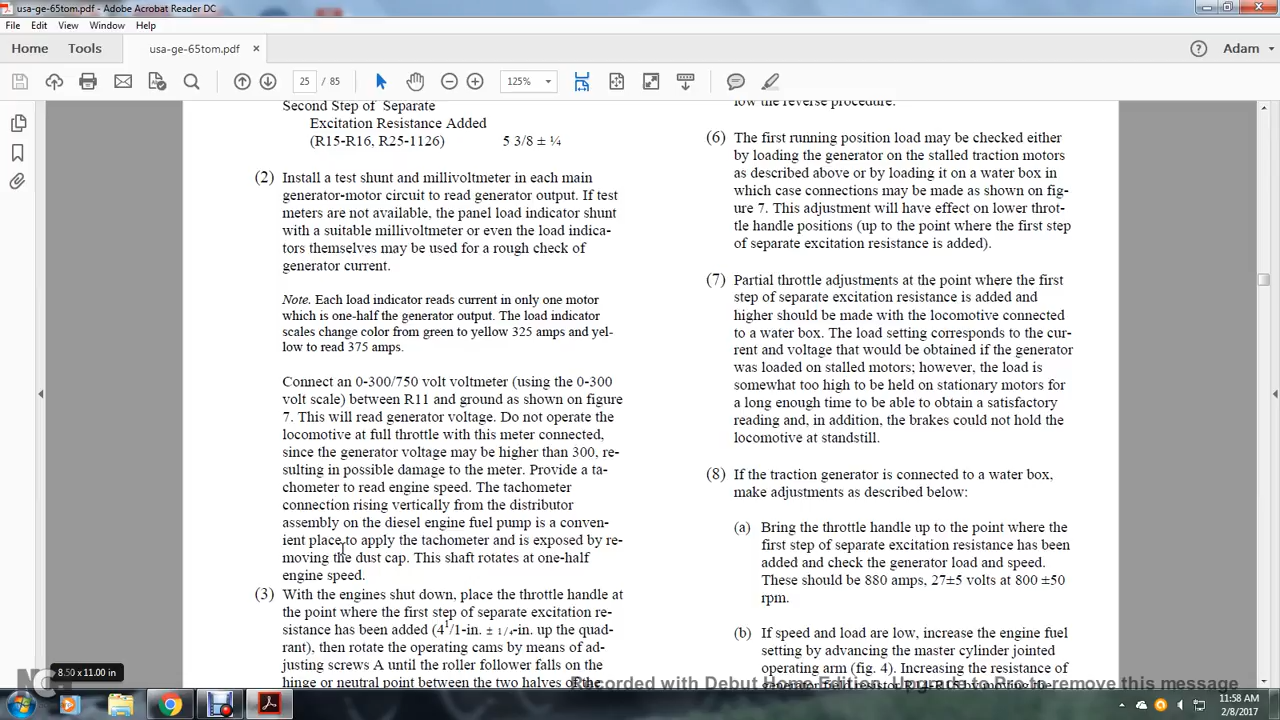 usa-ge-65tom.pdf - Adobe Acrobat Reader DC
File Edit View Window Help
Home Tools usa-ge-65tom.pdf × Adam
25 / 85 125%
Second Step of Separate
Excitation Resistance Added
(R15-R16, R25-1126) 5 3/8 ± ¼
(2) Install a test shunt and millivoltmeter in each main
generator-motor circuit to read generator output. If test
meters are not available, the panel load indicator shunt
with a suitable millivoltmeter or even the load indica-
tors themselves may be used for a rough check of
generator current.
Note. Each load indicator reads current in only one motor
which is one-half the generator output. The load indicator
scales change color from green to yellow 325 amps and yel-
low to read 375 amps.
Connect an 0-300/750 volt voltmeter (using the 0-300
volt scale) between R11 and ground as shown on figure
7. This will read generator voltage. Do not operate the
locomotive at full throttle with this meter connected,
since the generator voltage may be higher than 300, re-
sulting in possible damage to the meter. Provide a ta-
chometer to read engine speed. The tachometer
connection rising vertically from the distributor
assembly on the diesel engine fuel pump is a conven-
ient place to apply the tachometer and is exposed by re-
moving the dust cap. This shaft rotates at one-half
engine speed.
(3) With the engines shut down, place the throttle handle at
the point where the first step of separate excitation re-
sistance has been added (4¹/1-in. ± 1/4-in. up the quad-
rant), then rotate the operating cams by means of ad-
justing screws A until the roller follower falls on the
hinge or neutral point between the two halves of the
low the reverse procedure.
(6) The first running position load may be checked either
by loading the generator on the stalled traction motors
as described above or by loading it on a water box in
which case connections may be made as shown on fig-
ure 7. This adjustment will have effect on lower throt-
tle handle positions (up to the point where the first step
of separate excitation resistance is added).
(7) Partial throttle adjustments at the point where the first
step of separate excitation resistance is added and
higher should be made with the locomotive connected
to a water box. The load setting corresponds to the cur-
rent and voltage that would be obtained if the generator
was loaded on stalled motors; however, the load is
somewhat too high to be held on stationary motors for
a long enough time to be able to obtain a satisfactory
reading and, in addition, the brakes could not hold the
locomotive at standstill.
(8) If the traction generator is connected to a water box,
make adjustments as described below:
(a) Bring the throttle handle up to the point where the
first step of separate excitation resistance has been
added and check the generator load and speed.
These should be 880 amps, 27±5 volts at 800 ±50
rpm.
(b) If speed and load are low, increase the engine fuel
setting by advancing the master cylinder jointed
operating arm (fig. 4). Increasing the resistance of
8.50 x 11.00 in
Recorded with Debut Home Edition. Upgrade to Pro to remove this message
11:58 AM
2/8/2017